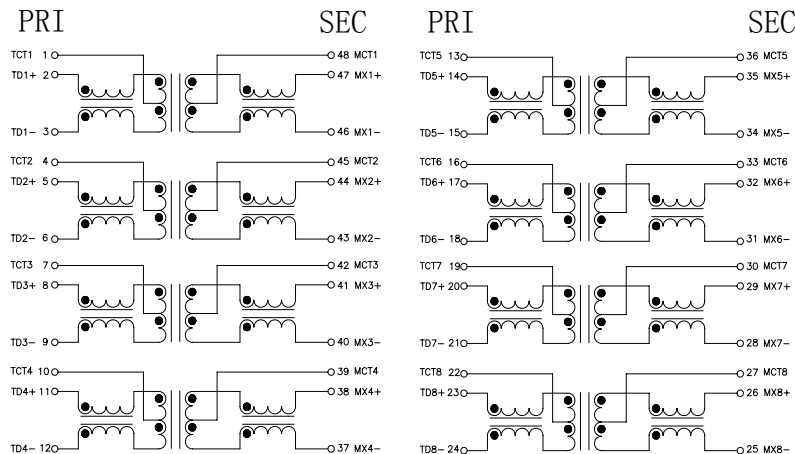 PRI SEC PRI SEC
TCT1 1 48 MCT1
TD1+ 2 47 MX1+
TD1- 3 46 MX1-
TCT2 4 45 MCT2
TD2+ 5 44 MX2+
TD2- 6 43 MX2-
TCT3 7 42 MCT3
TD3+ 8 41 MX3+
TD3- 9 40 MX3-
TCT4 10 39 MCT4
TD4+ 11 38 MX4+
TD4- 12 37 MX4-
TCT5 13 36 MCT5
TD5+ 14 35 MX5+
TD5- 15 34 MX5-
TCT6 16 33 MCT6
TD6+ 17 32 MX6+
TD6- 18 31 MX6-
TCT7 19 30 MCT7
TD7+ 20 29 MX7+
TD7- 21 28 MX7-
TCT8 22 27 MCT8
TD8+ 23 26 MX8+
TD8- 24 25 MX8-